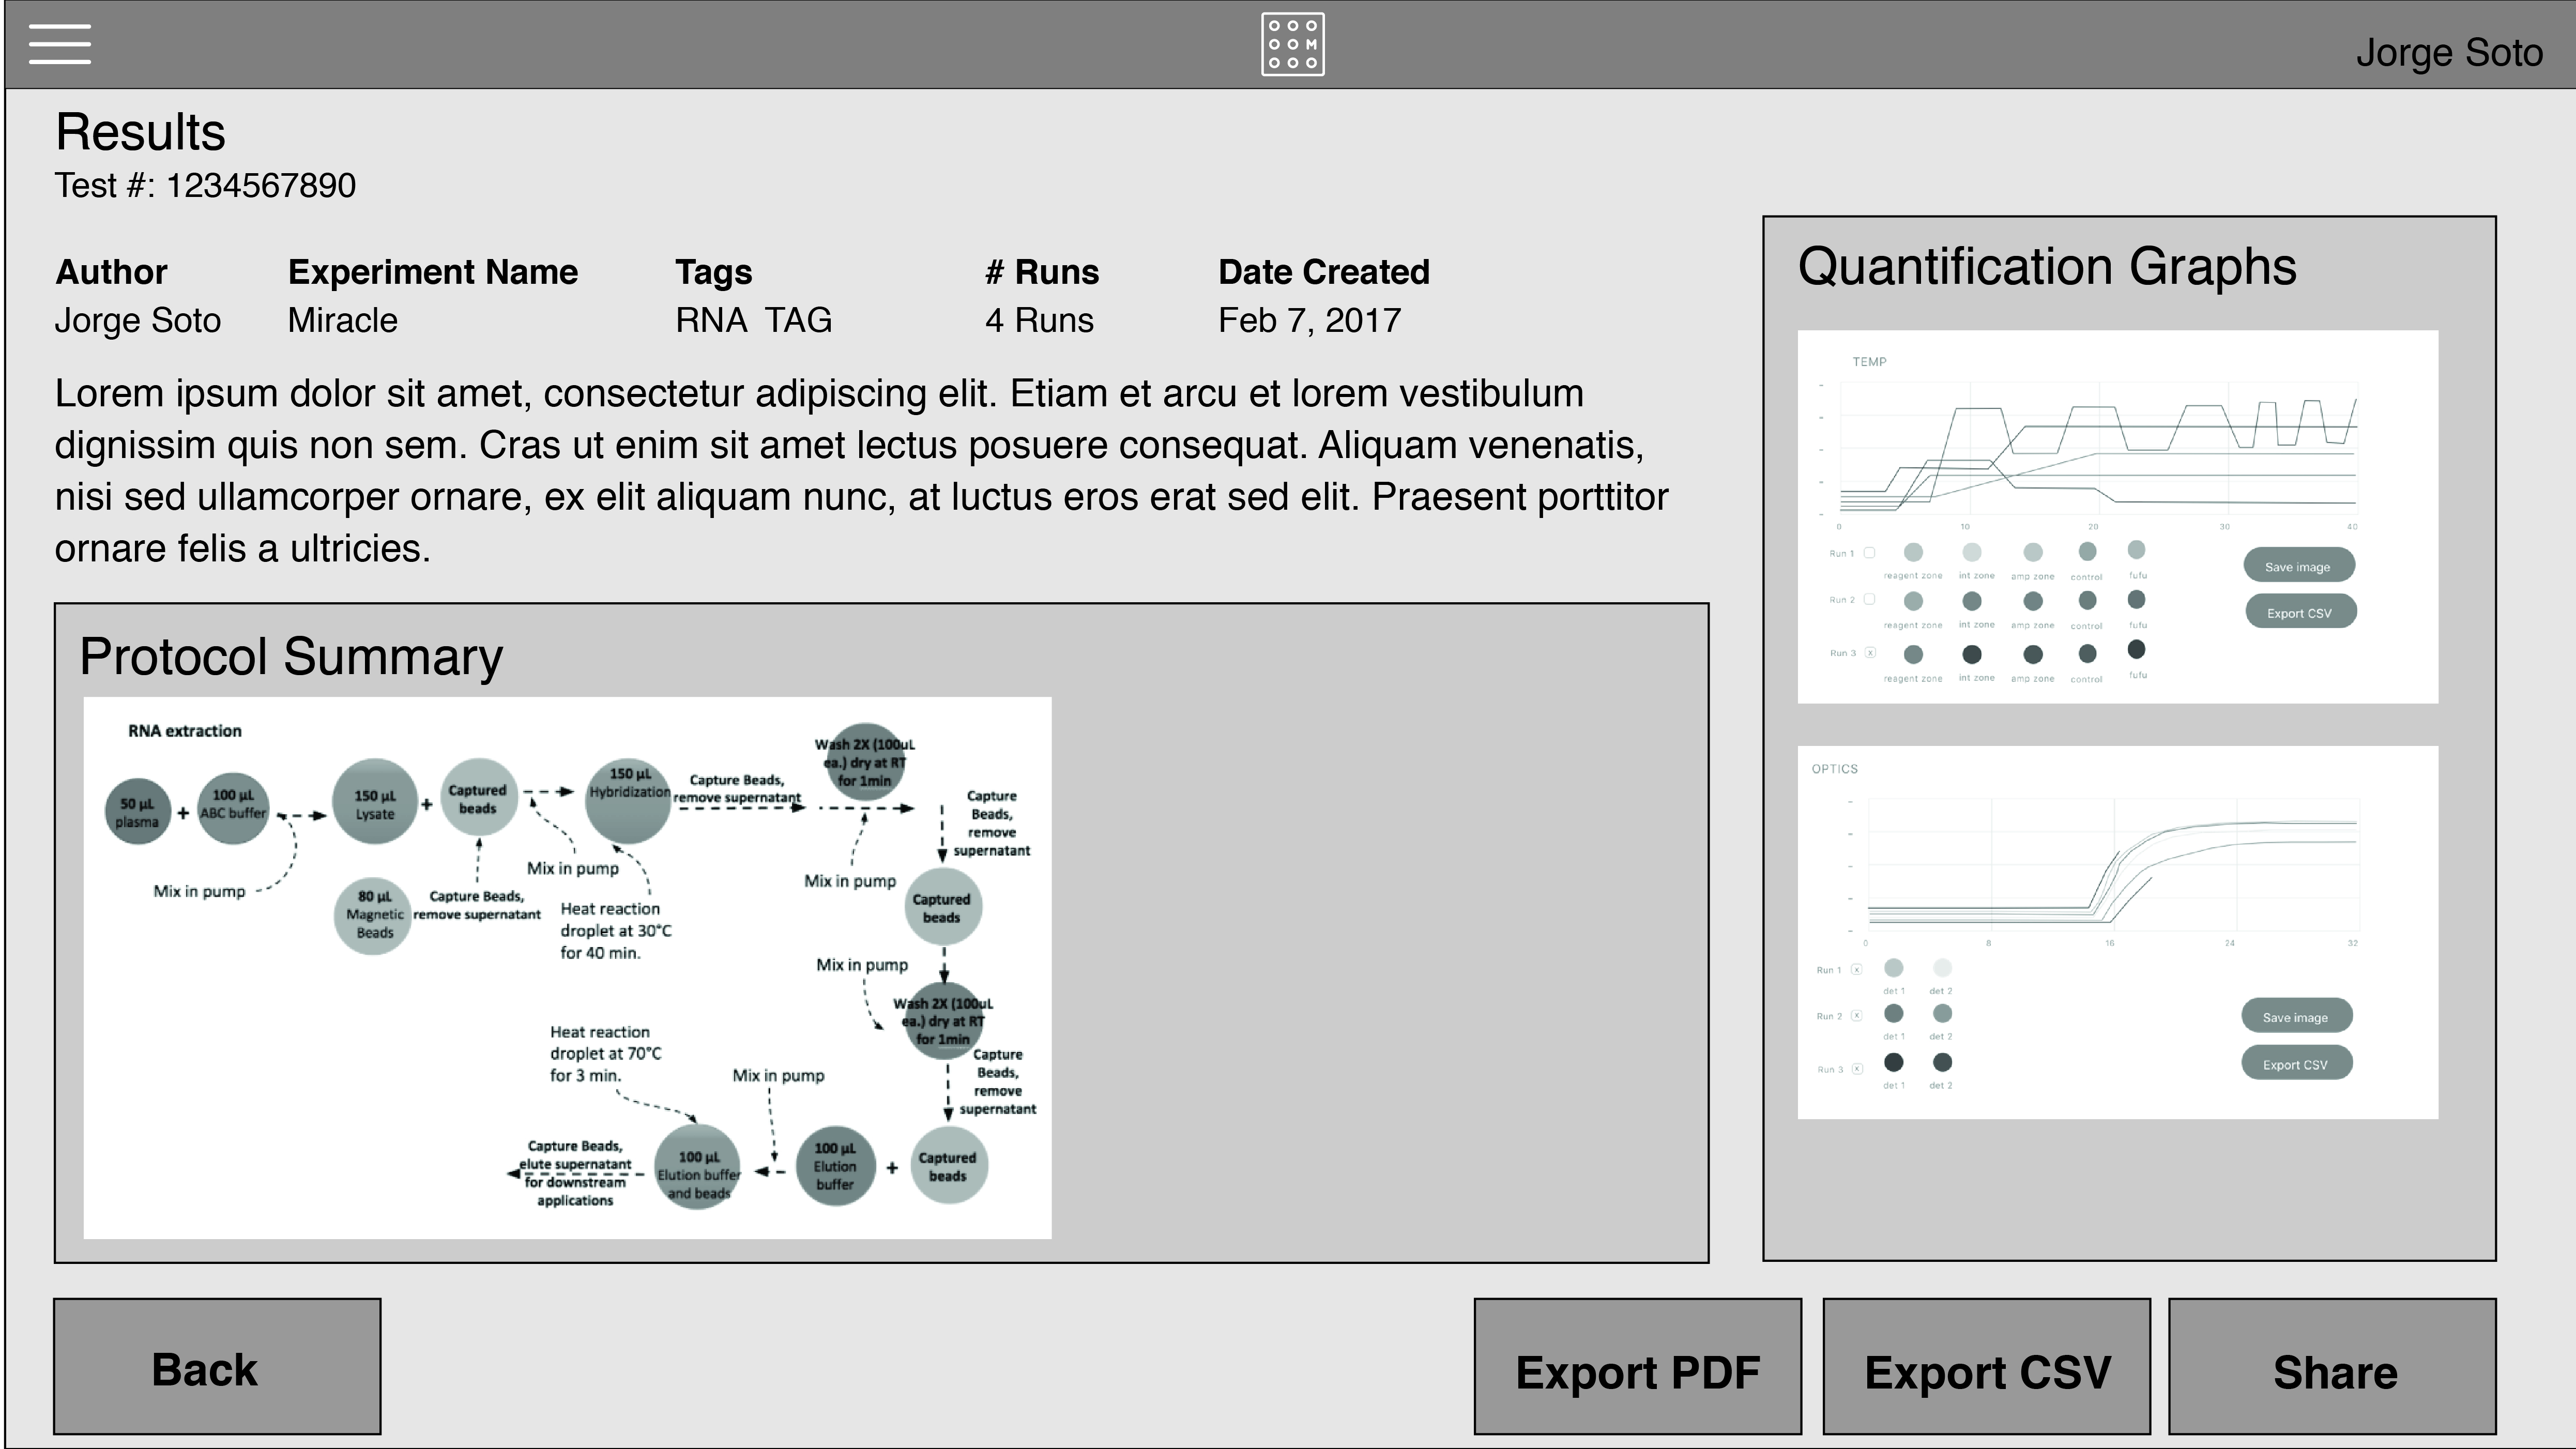 M
Jorge Soto
Results
Test #: 1234567890
Author Experiment Name Tags # Runs Date Created
Jorge Soto Miracle RNA TAG 4 Runs Feb 7, 2017
Lorem ipsum dolor sit amet, consectetur adipiscing elit. Etiam et arcu et lorem vestibulum
dignissim quis non sem. Cras ut enim sit amet lectus posuere consequat. Aliquam venenatis,
nisi sed ullamcorper ornare, ex elit aliquam nunc, at luctus eros erat sed elit. Praesent porttitor
ornare felis a ultricies.
Protocol Summary
RNA extraction
50 µL
plasma
+
100 µL
ABC buffer
Mix in pump
150 µL
Lysate
+
Captured
beads
80 µL
Magnetic
Beads
Capture Beads,
remove supernatant
Mix in pump
150 µL
Hybridization
Heat reaction
droplet at 30°C
for 40 min.
Capture Beads,
remove supernatant
Wash 2X (100uL
ea.) dry at RT
for 1min
Mix in pump
Capture
Beads,
remove
supernatant
Captured
beads
Mix in pump
Wash 2X (100uL
ea.) dry at RT
for 1min
Capture
Beads,
remove
supernatant
Captured
beads
+
100 µL
Elution
buffer
Mix in pump
Heat reaction
droplet at 70°C
for 3 min.
100 µL
Elution buffer
and beads
Capture Beads,
elute supernatant
for downstream
applications
Quantification Graphs
TEMP
0 10 20 30 40
Run 1
reagent zone int zone amp zone control fufu
Run 2
reagent zone int zone amp zone control fufu
Run 3 x
reagent zone int zone amp zone control fufu
Save image
Export CSV
OPTICS
0 8 16 24 32
Run 1 x
det 1 det 2
Run 2 x
det 1 det 2
Run 3 x
det 1 det 2
Save image
Export CSV
Back
Export PDF
Export CSV
Share